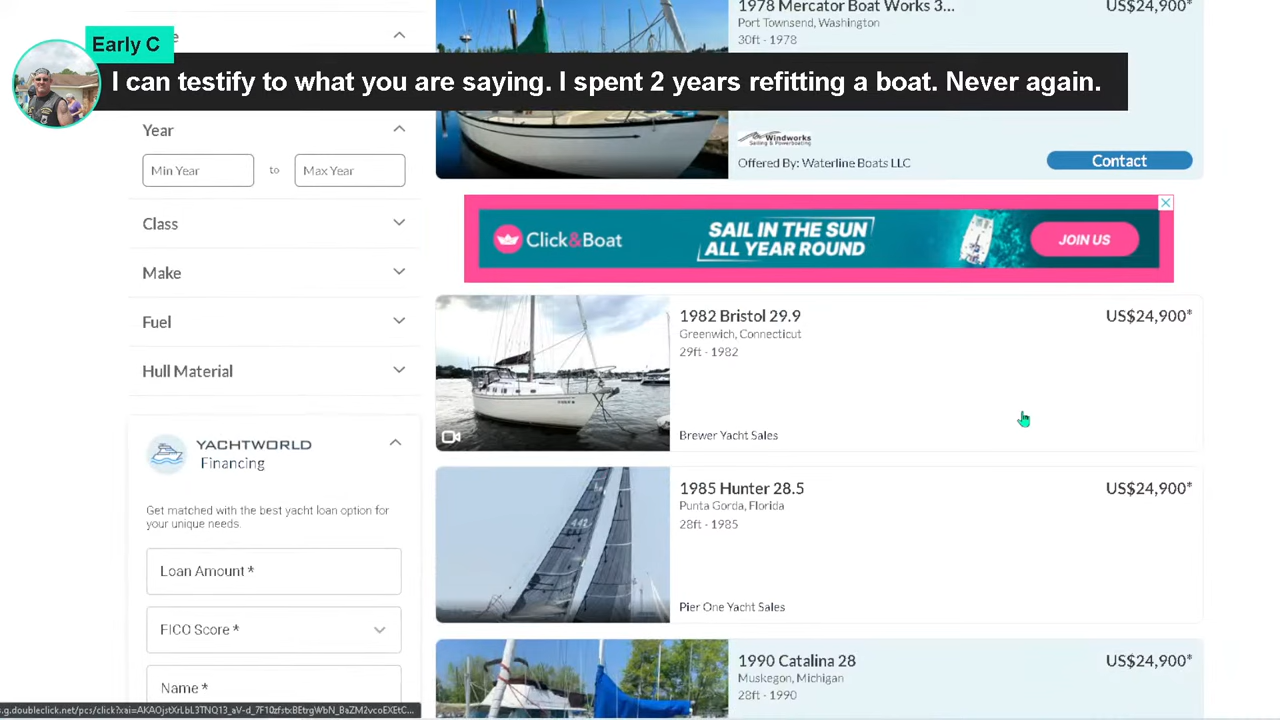 1978 Mercator Boat Works 3...
US$24,900*
Port Townsend, Washington
30ft - 1978
Early C
I can testify to what you are saying. I spent 2 years refitting a boat. Never again.
Year
Min Year
to
Max Year
Windworks
Sailing & Powerboating
Offered By: Waterline Boats LLC
Contact
Class
Make
Fuel
Hull Material
Click&Boat
SAIL IN THE SUN
ALL YEAR ROUND
JOIN US
1982 Bristol 29.9
US$24,900*
Greenwich, Connecticut
29ft - 1982
Brewer Yacht Sales
YACHTWORLD
Financing
Get matched with the best yacht loan option for
your unique needs.
Loan Amount *
FICO Score *
Name *
1985 Hunter 28.5
US$24,900*
Punta Gorda, Florida
28ft - 1985
Pier One Yacht Sales
1990 Catalina 28
US$24,900*
Muskegon, Michigan
28ft - 1990